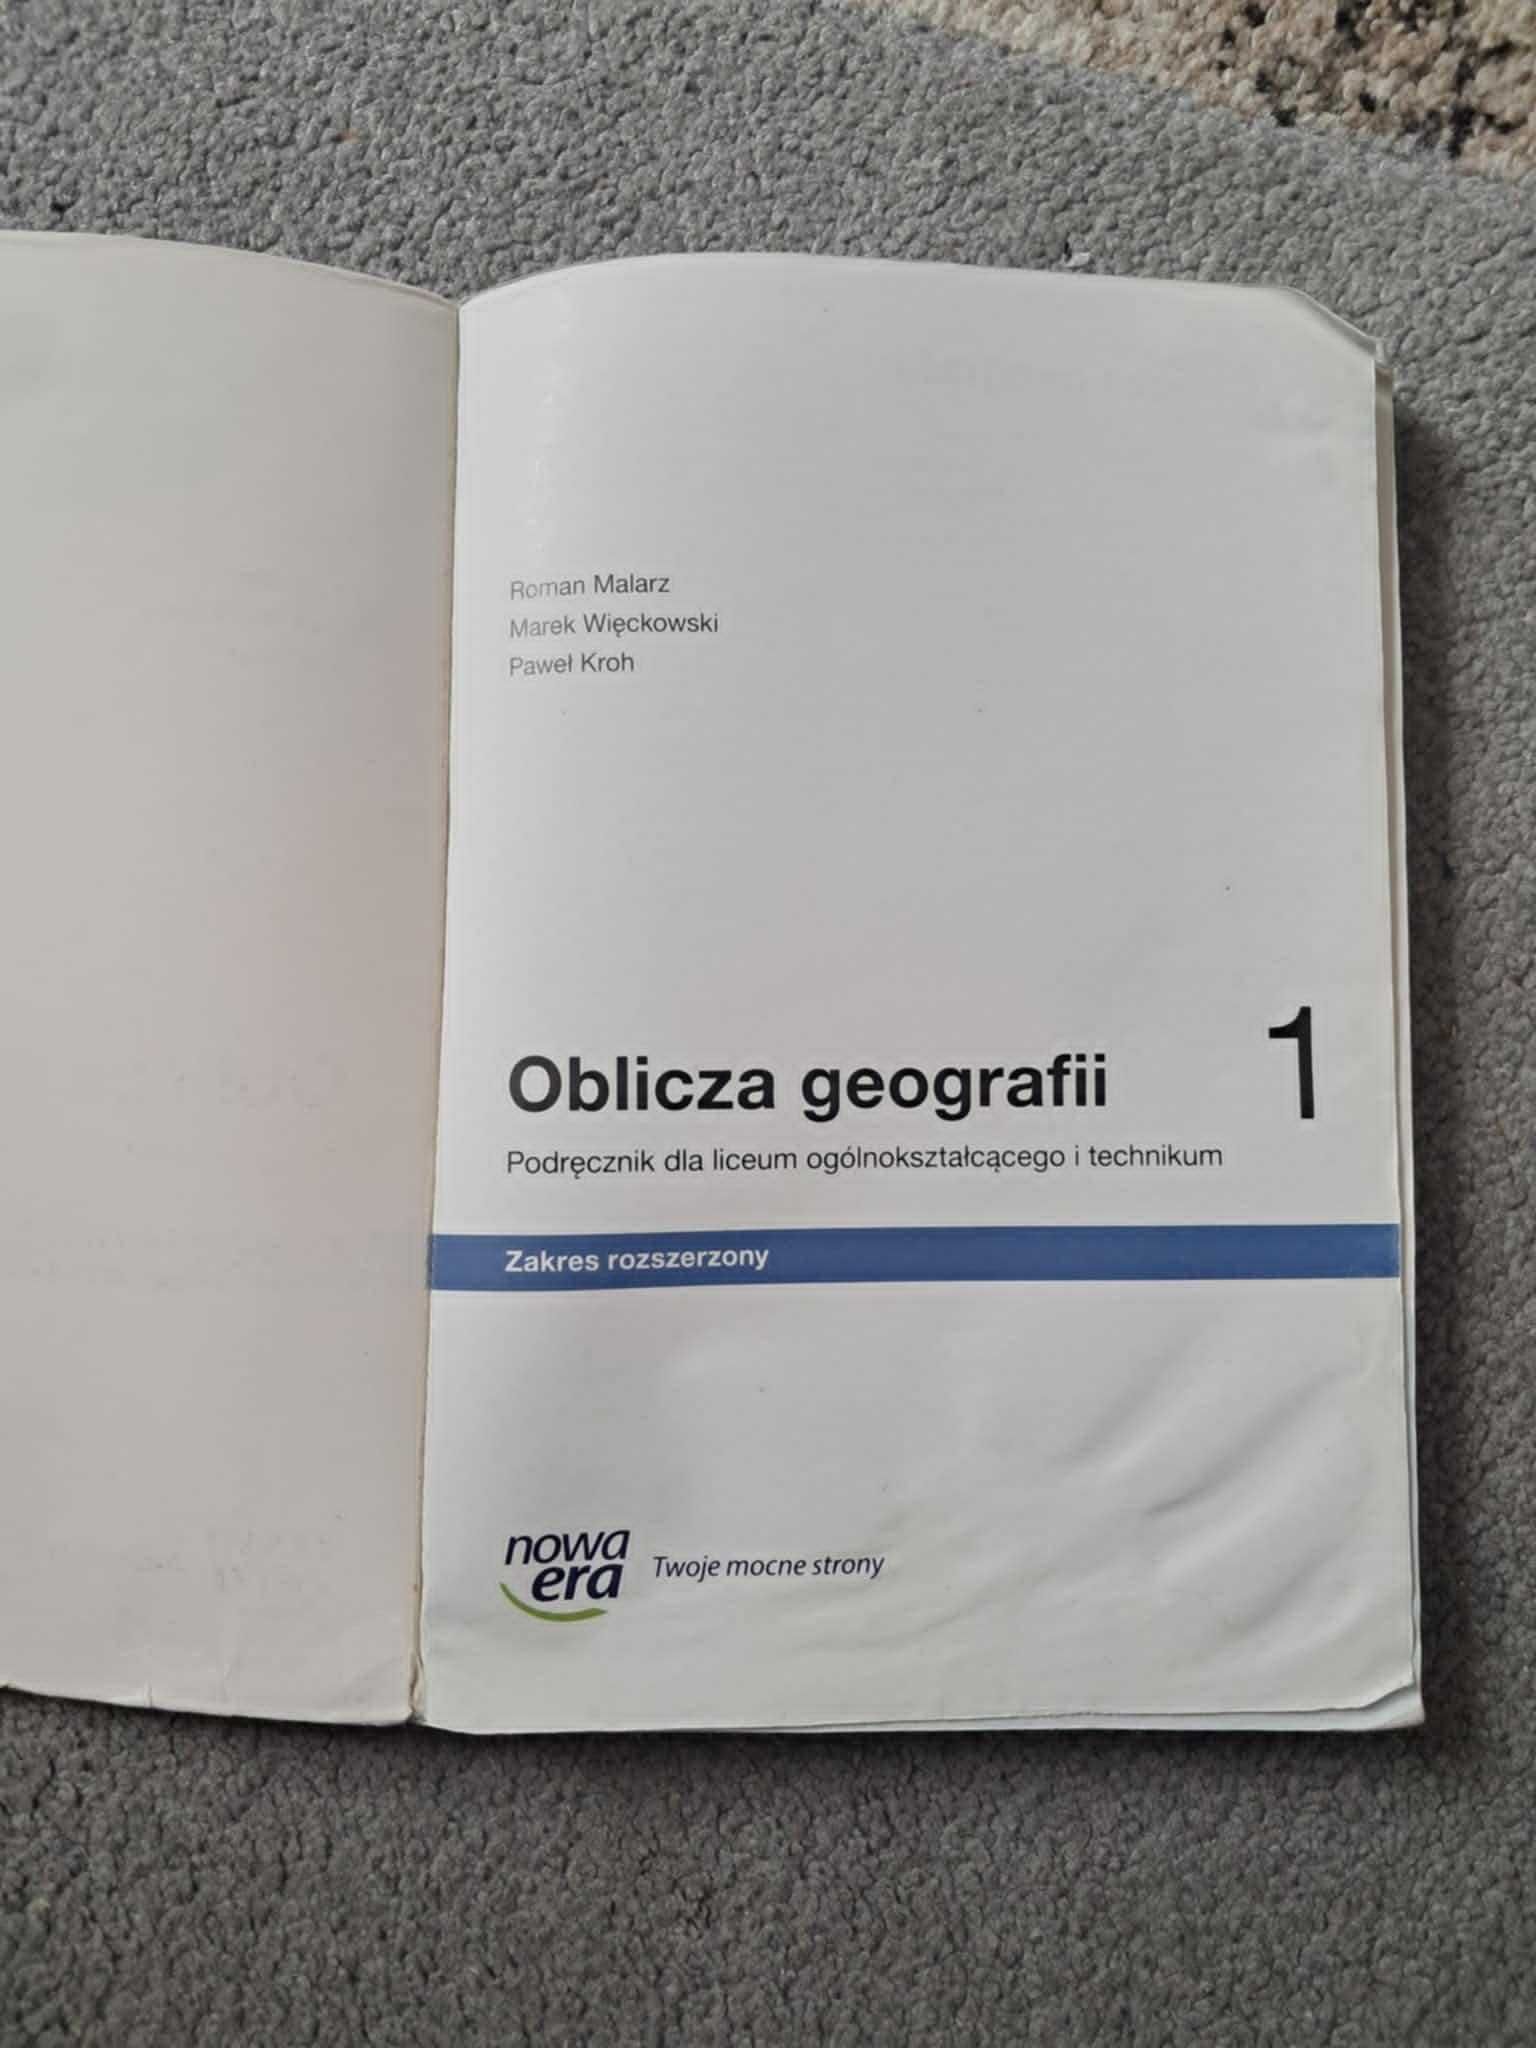 Roman Malarz
Marek Więckowski
Paweł Kroh
Oblicza geografii 1
Podręcznik dla liceum ogólnokształcącego i technikum
Zakres rozszerzony
nowa
era
Twoje mocne strony